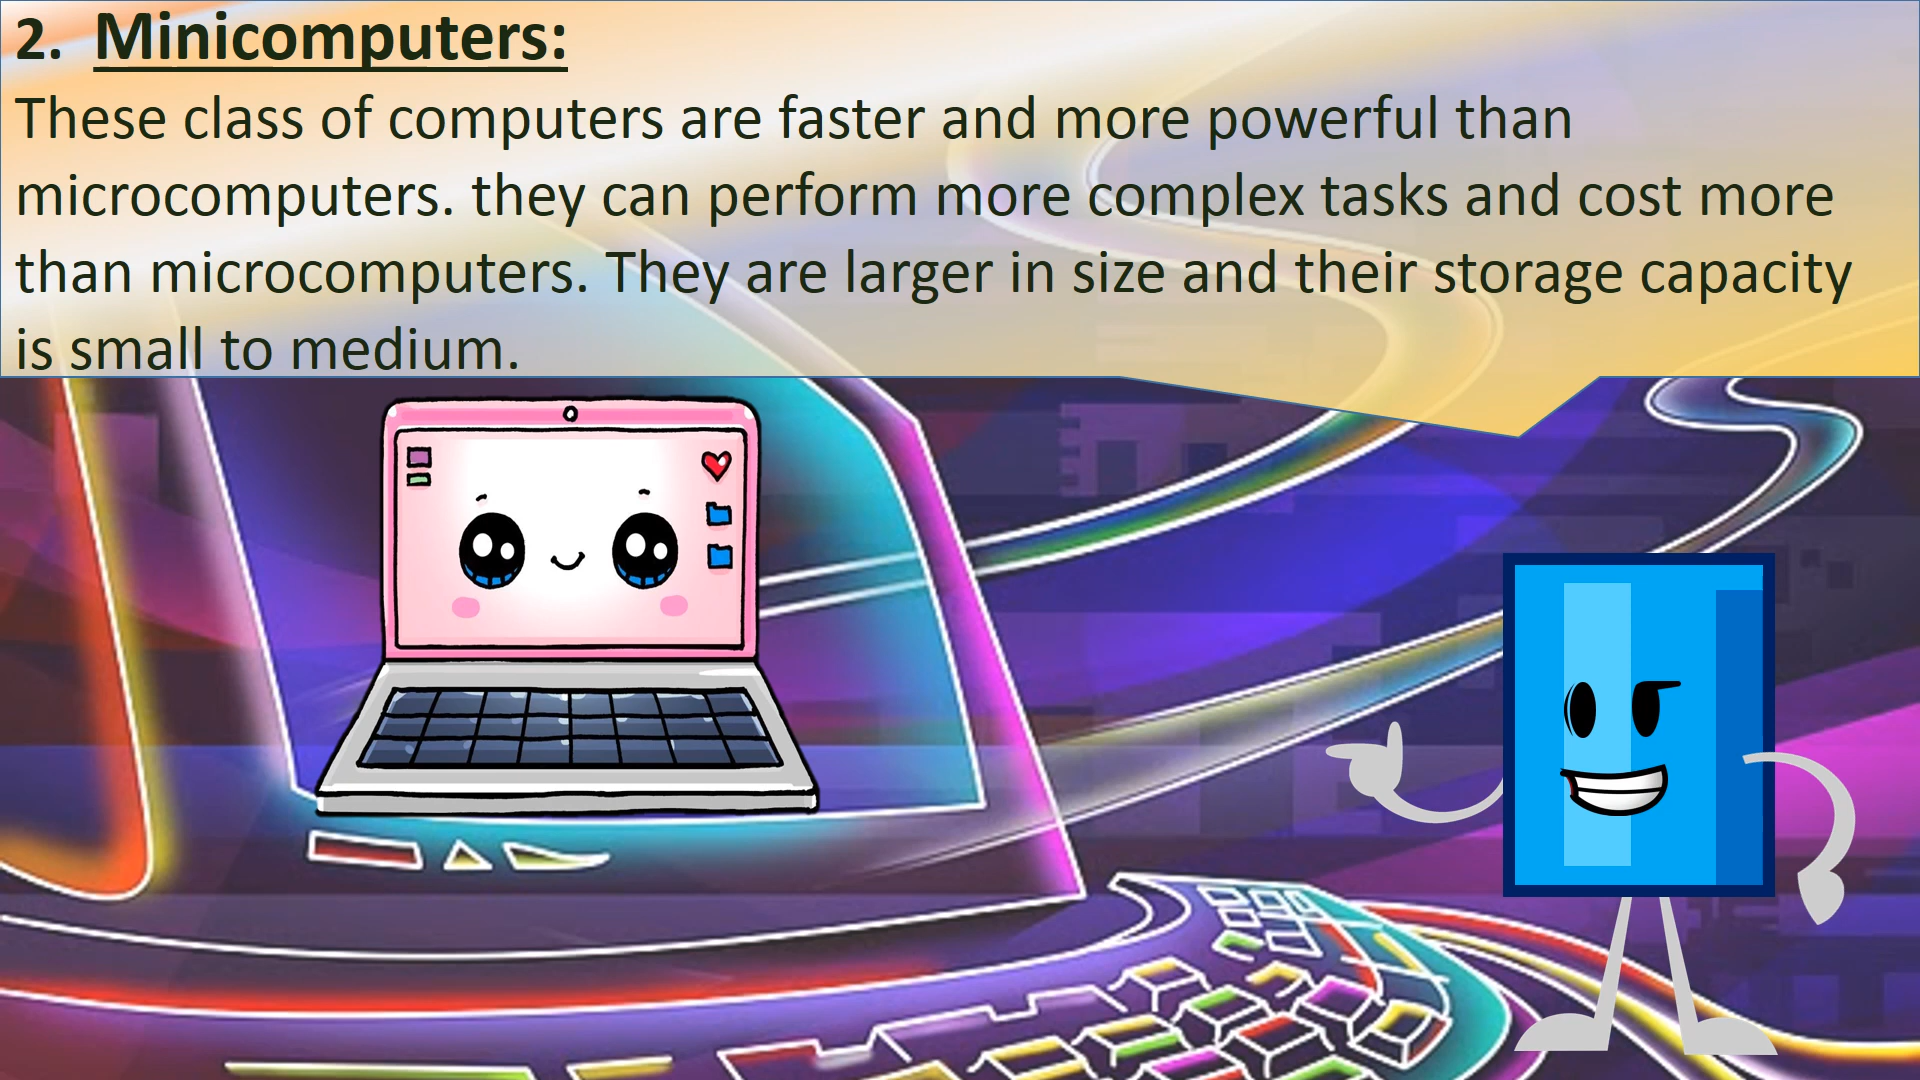 2. Minicomputers:
These class of computers are faster and more powerful than
microcomputers. they can perform more complex tasks and cost more
than microcomputers. They are larger in size and their storage capacity
is small to medium.